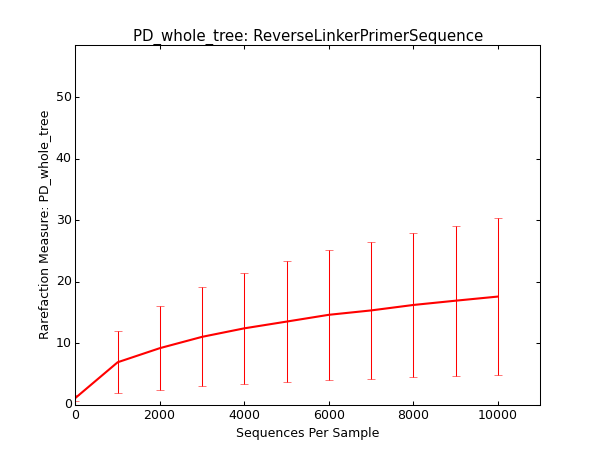 PD_whole_tree: ReverseLinkerPrimerSequence
50
40
30
20
10
0
Rarefaction Measure: PD_whole_tree
0 2000 4000 6000 8000 10000
Sequences Per Sample